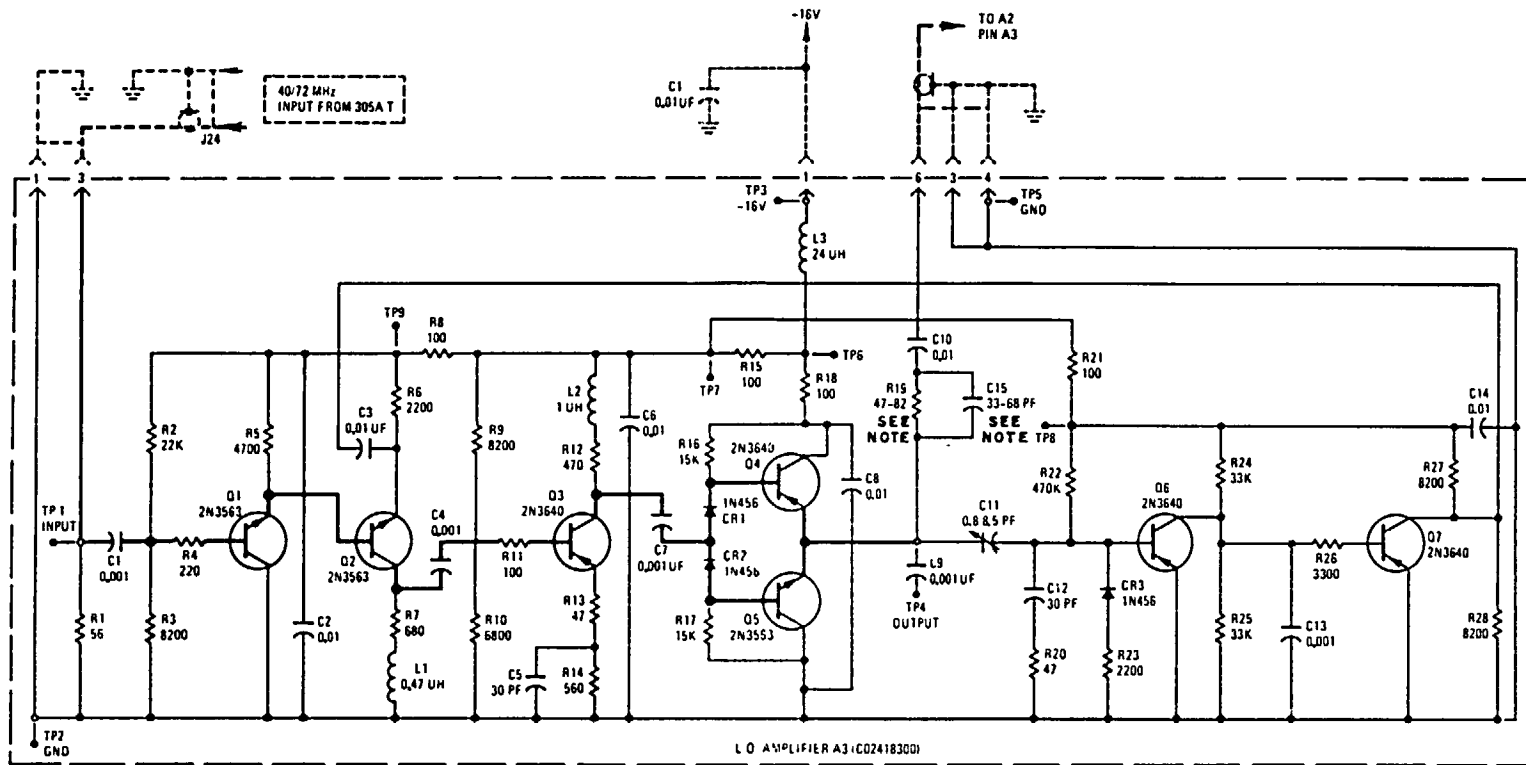 -16V
TO A2
PIN A3
40/72 MHz
INPUT FROM 305A T
J24
C1
0.01UF
1
3
1
6
3
4
TP3
-16V
TP5
GND
L3
24 UH
TP9
R8
100
R15
100
TP6
TP7
R18
100
C10
0.01
R21
100
R2
22K
R5
4700
C3
0.01UF
R6
2200
R9
8200
L2
1 UH
R12
470
C6
0.01
R16
15K
2N3640
Q4
C8
0.01
R19
47-82
SEE
NOTE
C15
33-68 PF
SEE
NOTE
TP8
R22
470K
R24
33K
R27
8200
C14
0.01
TP 1
INPUT
C1
0.001
R4
220
Q1
2N3563
Q2
2N3563
C4
0.001
R11
100
Q3
2N3640
C7
0.001UF
1N456
CR1
CR2
1N456
C11
0.8 8.5 PF
Q6
2N3640
R26
3300
Q7
2N3640
R1
56
R3
8200
C2
0.01
R7
680
L1
0.47 UH
R10
6800
R13
47
C5
30 PF
R14
560
R17
15K
Q5
L9
0.001UF
TP4
OUTPUT
C12
30 PF
R20
47
CR3
1N456
R23
2200
R25
33K
C13
0.001
R28
8200
TP2
GND
L O AMPLIFIER A3 (C02418300)